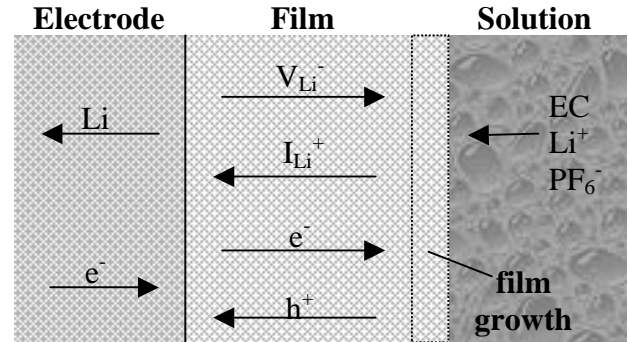 Electrode Film Solution
V_Li^-
Li
EC
I_Li^+
Li^+
PF_6^-
e^-
e^-
film
h^+
growth